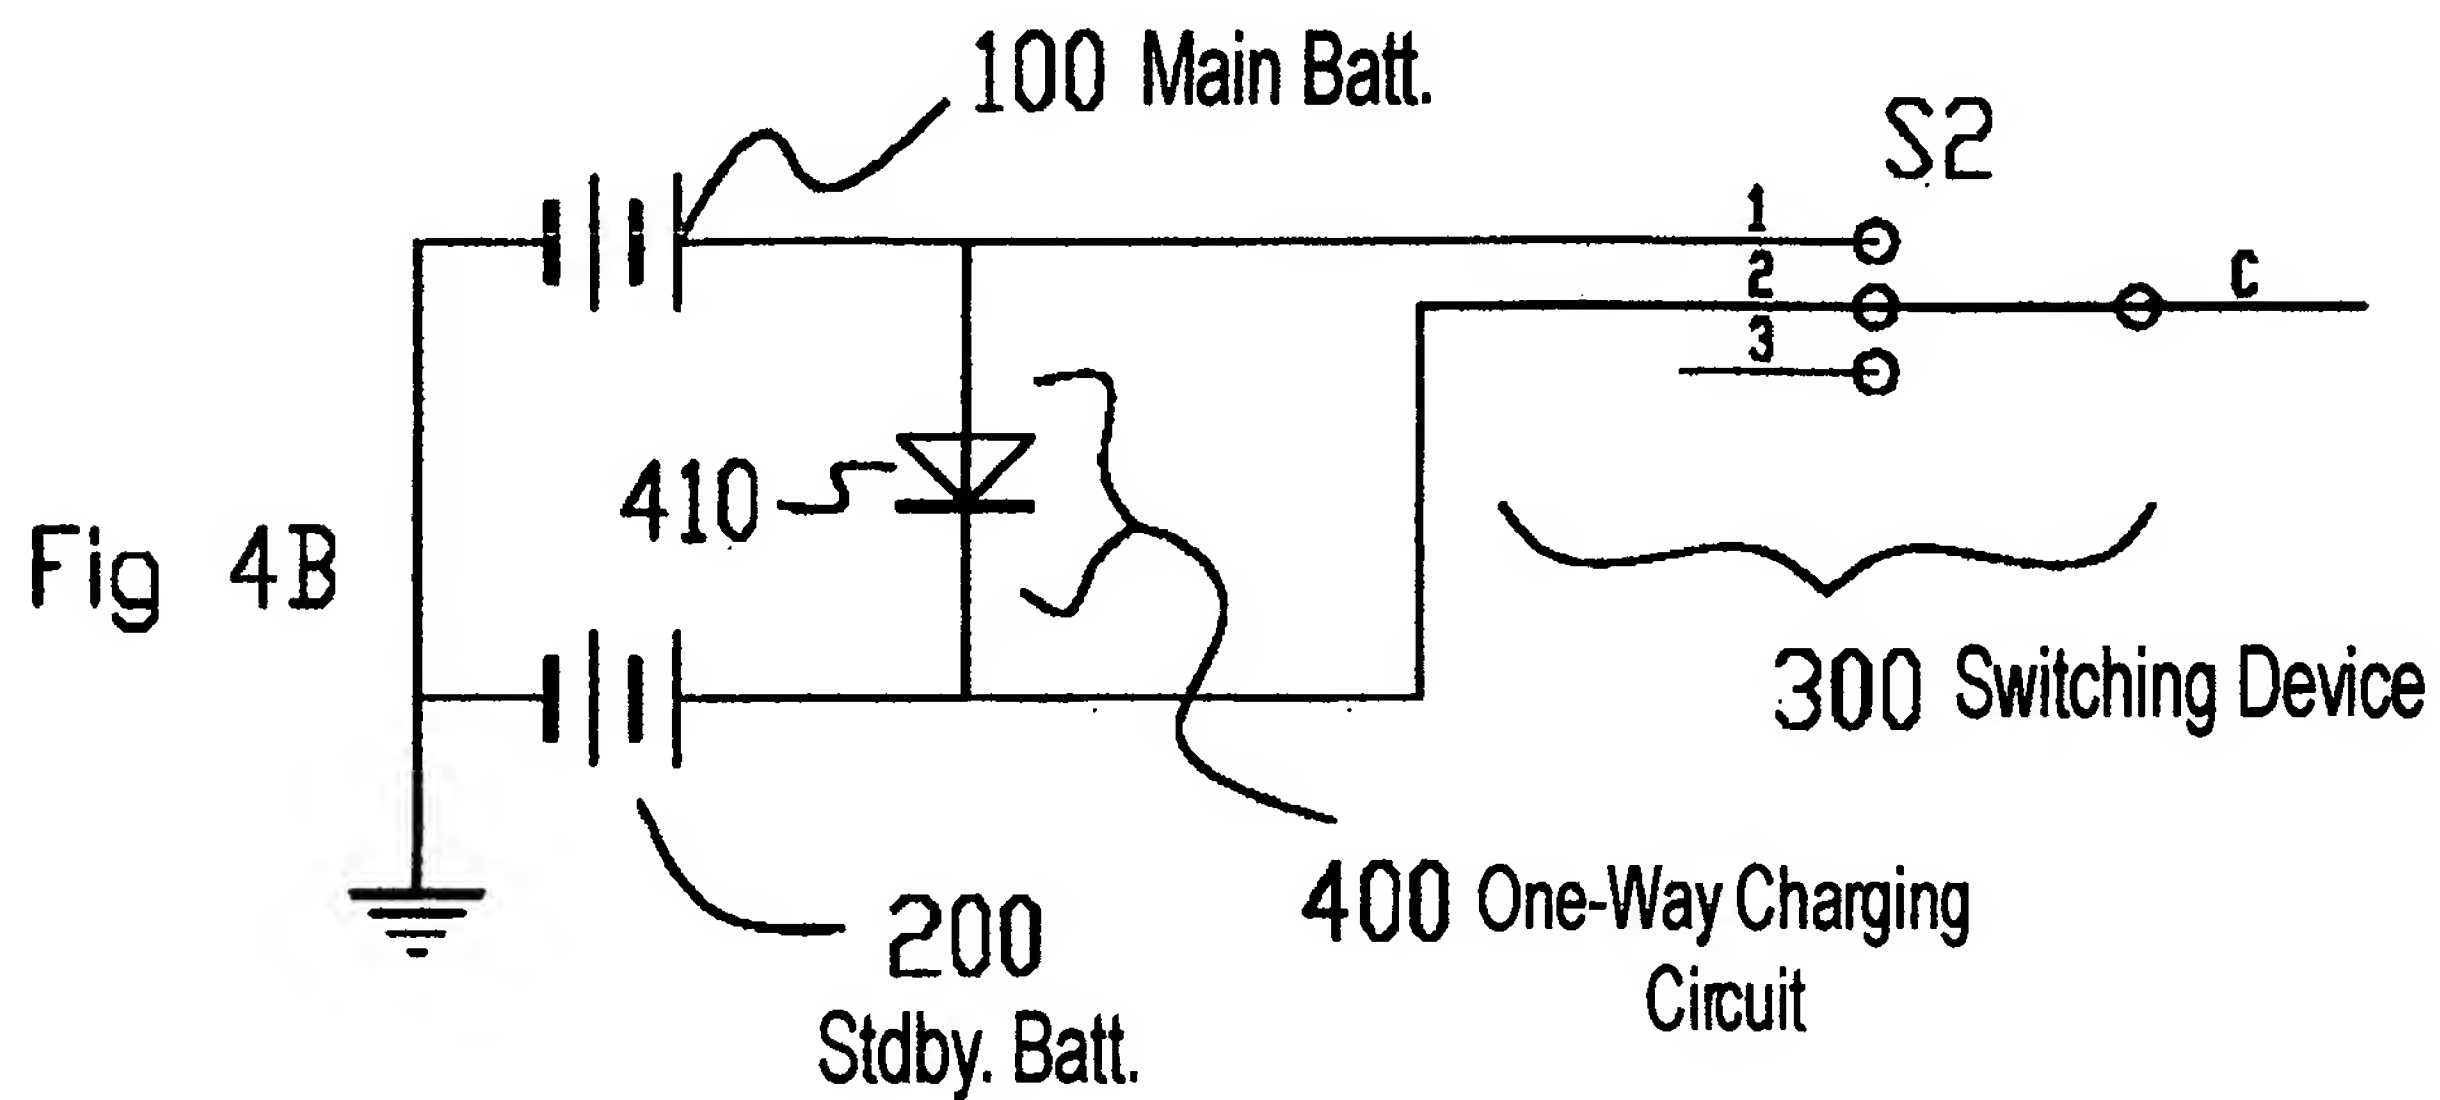 100 Main Batt.
S2
1
2
C
3
410
Fig 4B
300 Switching Device
400 One-Way Charging
Circuit
200
Stdby. Batt.